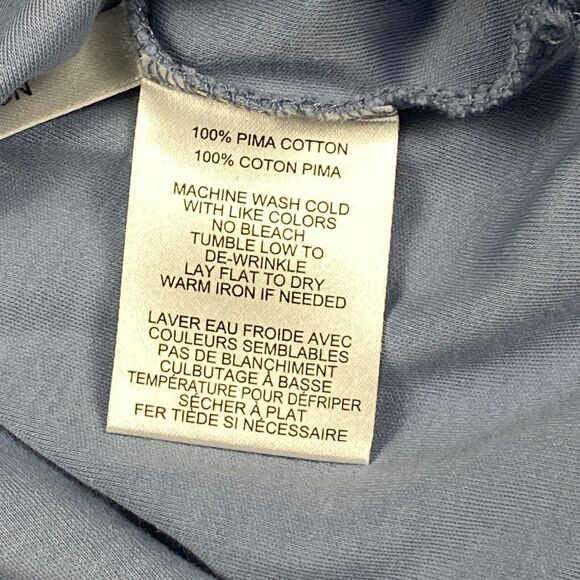 100% PIMA COTTON
100% COTON PIMA
MACHINE WASH COLD
WITH LIKE COLORS
NO BLEACH
TUMBLE LOW TO
DE-WRINKLE
LAY FLAT TO DRY
WARM IRON IF NEEDED
LAVER EAU FROIDE AVEC
COULEURS SEMBLABLES
PAS DE BLANCHIMENT
CULBUTAGE À BASSE
TEMPÉRATURE POUR DÉFRIPER
SÉCHER À PLAT
FER TIÈDE SI NÉCESSAIRE